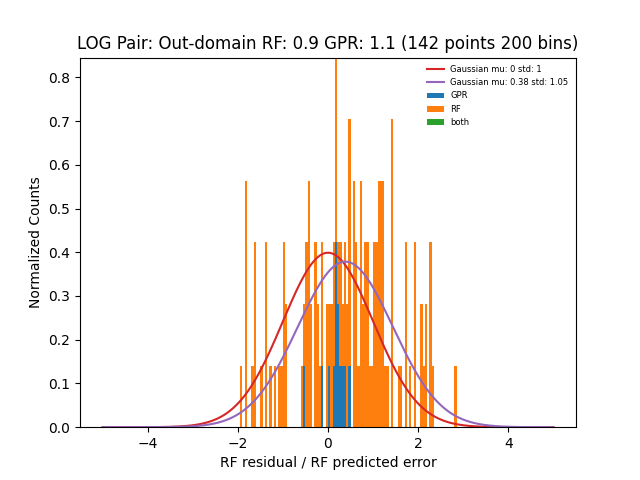 LOG Pair: Out-domain RF: 0.9 GPR: 1.1 (142 points 200 bins)
Gaussian mu: 0 std: 1
Gaussian mu: 0.38 std: 1.05
GPR
RF
both
Normalized Counts
0.8
0.7
0.6
0.5
0.4
0.3
0.2
0.1
0.0
−4 −2 0 2 4
RF residual / RF predicted error